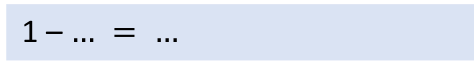 1 – ... = ...